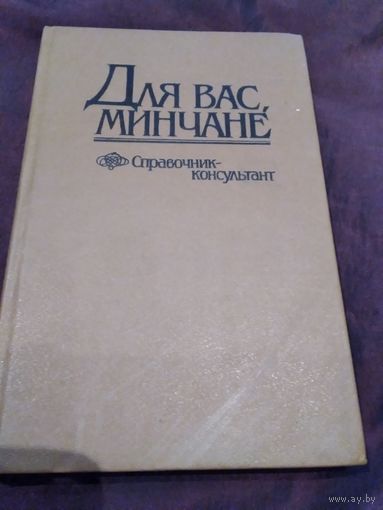 Для вас,
минчане
Справочник-
консультант
www.ay.by